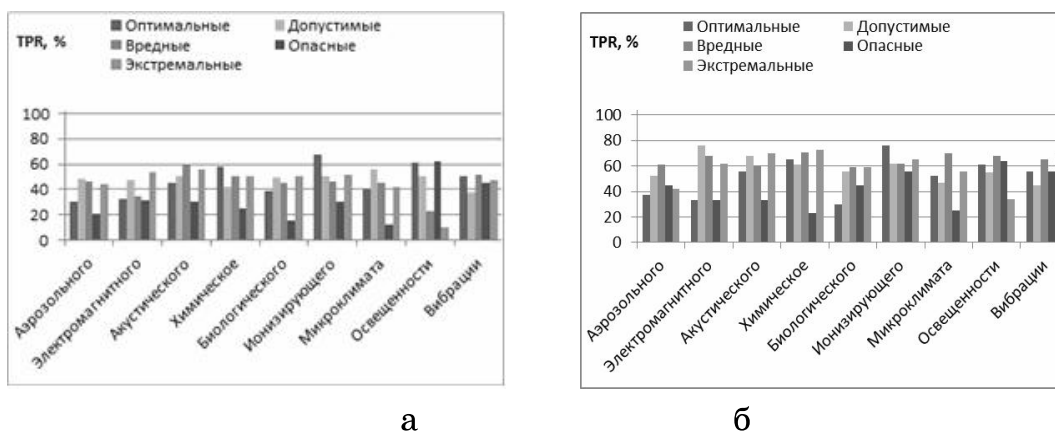 TPR, %
Оптимальные Допустимые
Вредные Опасные
Экстремальные
100
80
60
40
20
0
Аэрозольного
Электромагнитного
Акустического
Химическое
Биологического
Ионизирующего
Микроклимата
Освещенности
Вибрации
а
TPR, %
Оптимальные Допустимые
Вредные Опасные
Экстремальные
100
80
60
40
20
0
Аэрозольного
Электромагнитного
Акустического
Химическое
Биологического
Ионизирующего
Микроклимата
Освещенности
Вибрации
б